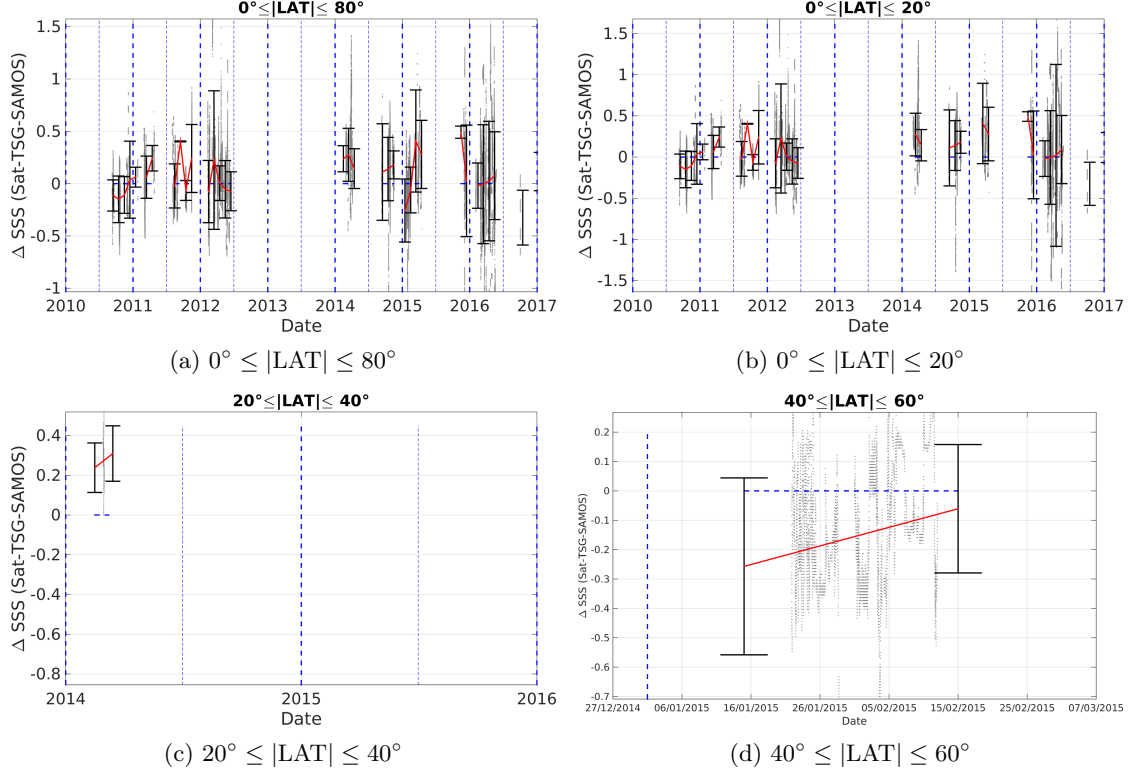 0°≤|LAT|≤ 80°
Δ SSS (Sat-TSG-SAMOS)
1.5
1
0.5
0
-0.5
-1
2010 2011 2012 2013 2014 2015 2016 2017
Date
(a) 0° ≤ |LAT| ≤ 80°
0°≤|LAT|≤ 20°
Δ SSS (Sat-TSG-SAMOS)
1.5
1
0.5
0
-0.5
-1
-1.5
2010 2011 2012 2013 2014 2015 2016 2017
Date
(b) 0° ≤ |LAT| ≤ 20°
20°≤|LAT|≤ 40°
Δ SSS (Sat-TSG-SAMOS)
0.4
0.2
0
-0.2
-0.4
-0.6
-0.8
2014 2015 2016
Date
(c) 20° ≤ |LAT| ≤ 40°
40°≤|LAT|≤ 60°
Δ SSS (Sat-TSG-SAMOS)
0.2
0.1
0
-0.1
-0.2
-0.3
-0.4
-0.5
-0.6
-0.7
27/12/2014 06/01/2015 16/01/2015 26/01/2015 05/02/2015 15/02/2015 25/02/2015 07/03/2015
Date
(d) 40° ≤ |LAT| ≤ 60°